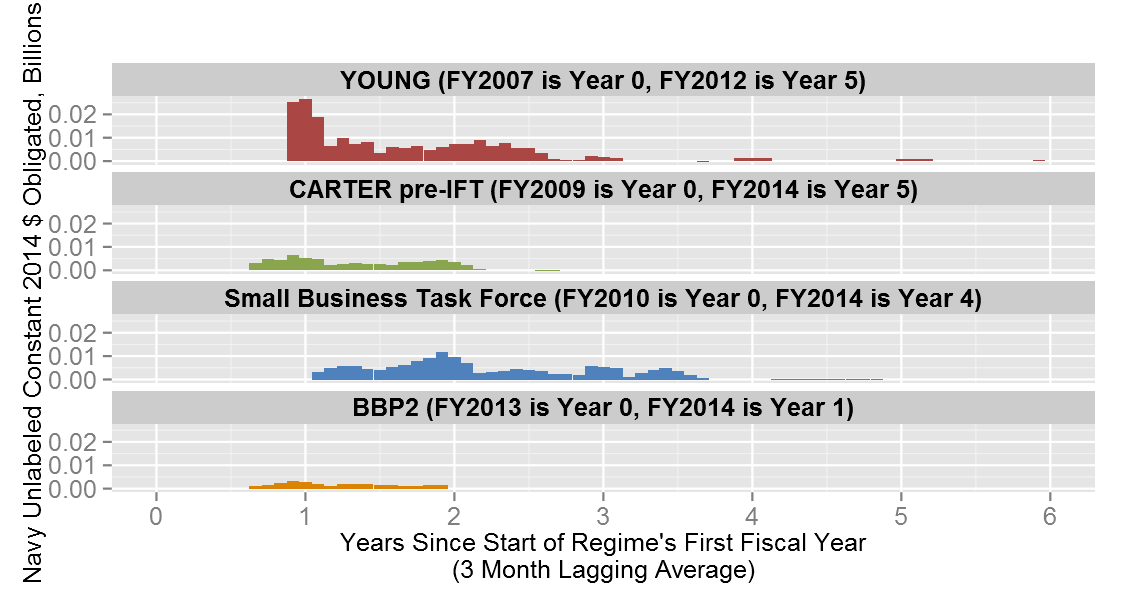 Navy Unlabeled Constant 2014 $ Obligated, Billions
YOUNG (FY2007 is Year 0, FY2012 is Year 5)
0.02
0.01
0.00
CARTER pre-IFT (FY2009 is Year 0, FY2014 is Year 5)
0.02
0.01
0.00
Small Business Task Force (FY2010 is Year 0, FY2014 is Year 4)
0.02
0.01
0.00
BBP2 (FY2013 is Year 0, FY2014 is Year 1)
0.02
0.01
0.00
0 1 2 3 4 5 6
Years Since Start of Regime's First Fiscal Year
(3 Month Lagging Average)